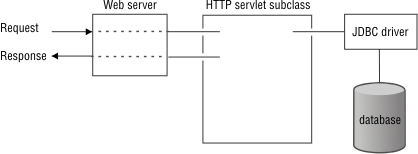 Web server
HTTP servlet subclass
Request
JDBC driver
Response
database